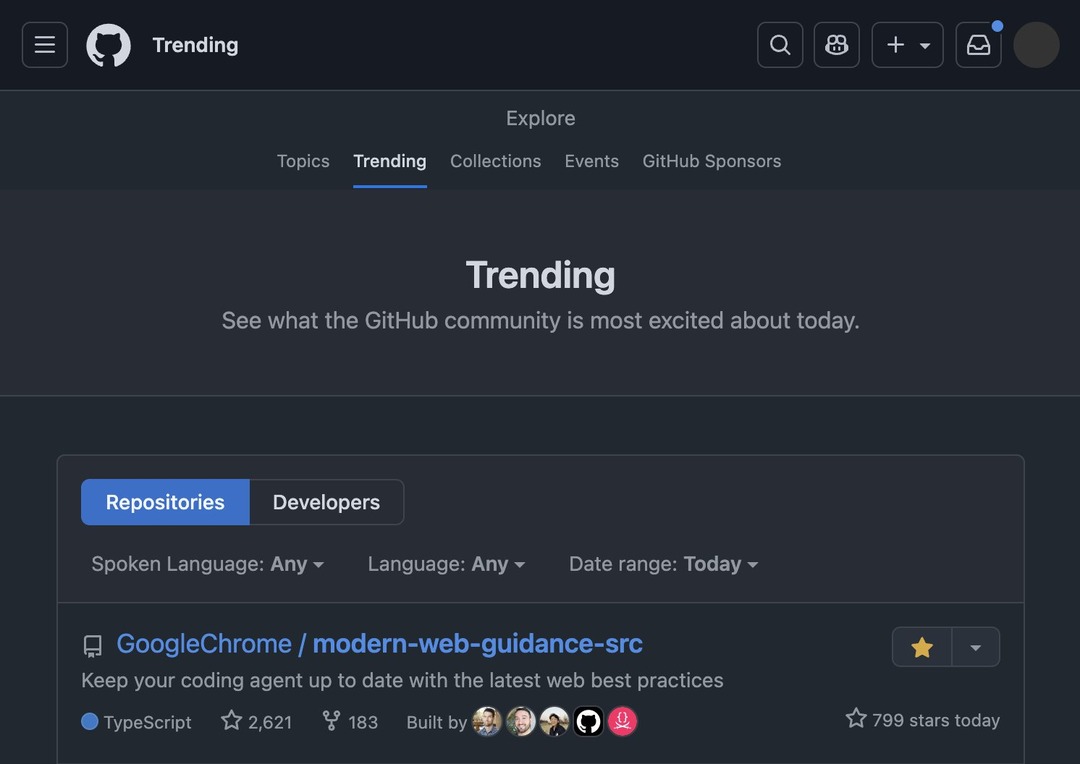 Trending
Explore
Topics Trending Collections Events GitHub Sponsors
Trending
See what the GitHub community is most excited about today.
Repositories Developers
Spoken Language: Any Language: Any Date range: Today
GoogleChrome / modern-web-guidance-src
Keep your coding agent up to date with the latest web best practices
TypeScript 2,621 183 Built by 799 stars today